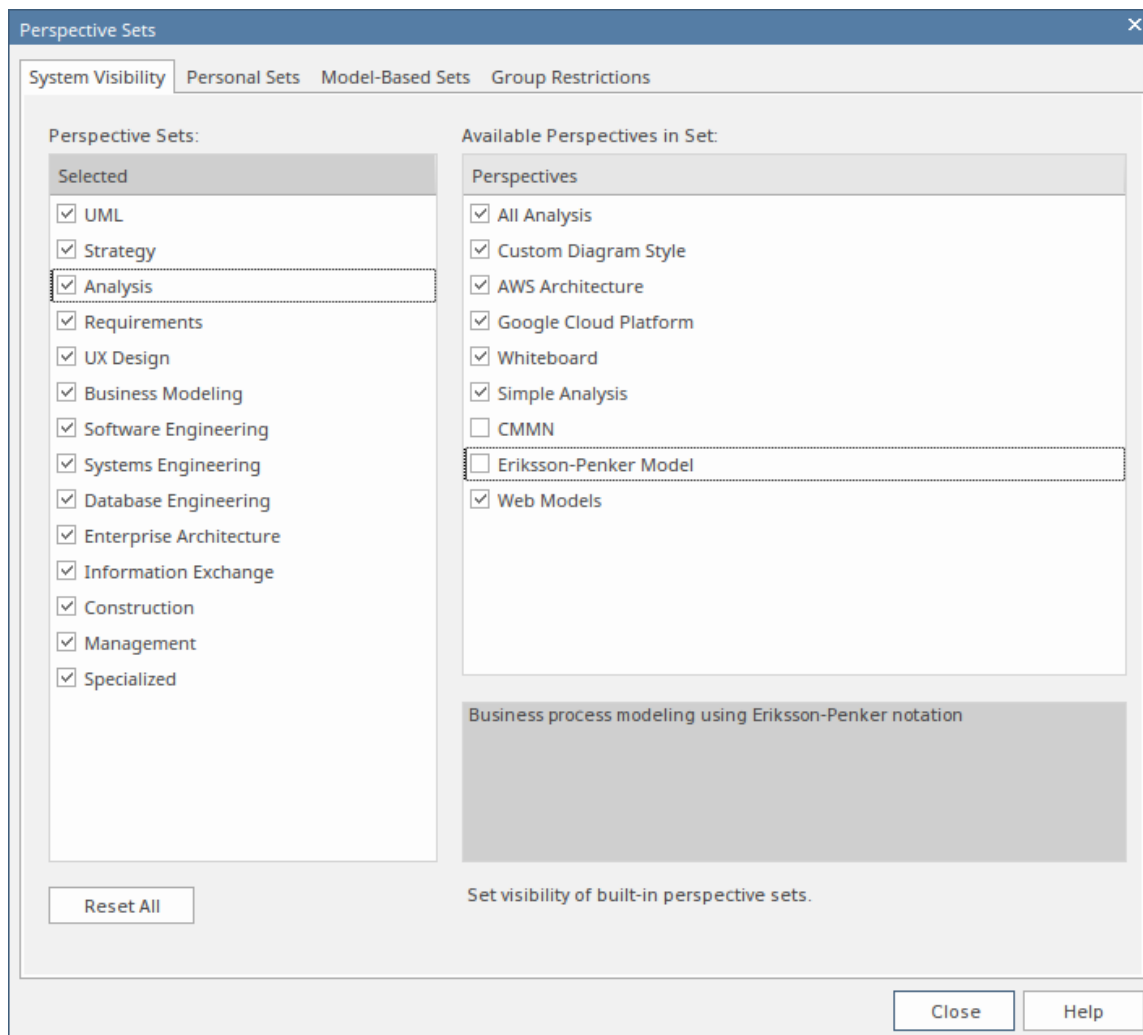 Perspective Sets
System Visibility
Personal Sets
Model-Based Sets
Group Restrictions
Perspective Sets:
Selected
UML
Strategy
Analysis
Requirements
UX Design
Business Modeling
Software Engineering
Systems Engineering
Database Engineering
Enterprise Architecture
Information Exchange
Construction
Management
Specialized
Reset All
Available Perspectives in Set:
Perspectives
All Analysis
Custom Diagram Style
AWS Architecture
Google Cloud Platform
Whiteboard
Simple Analysis
CMMN
Eriksson-Penker Model
Web Models
Business process modeling using Eriksson-Penker notation
Set visibility of built-in perspective sets.
Close
Help